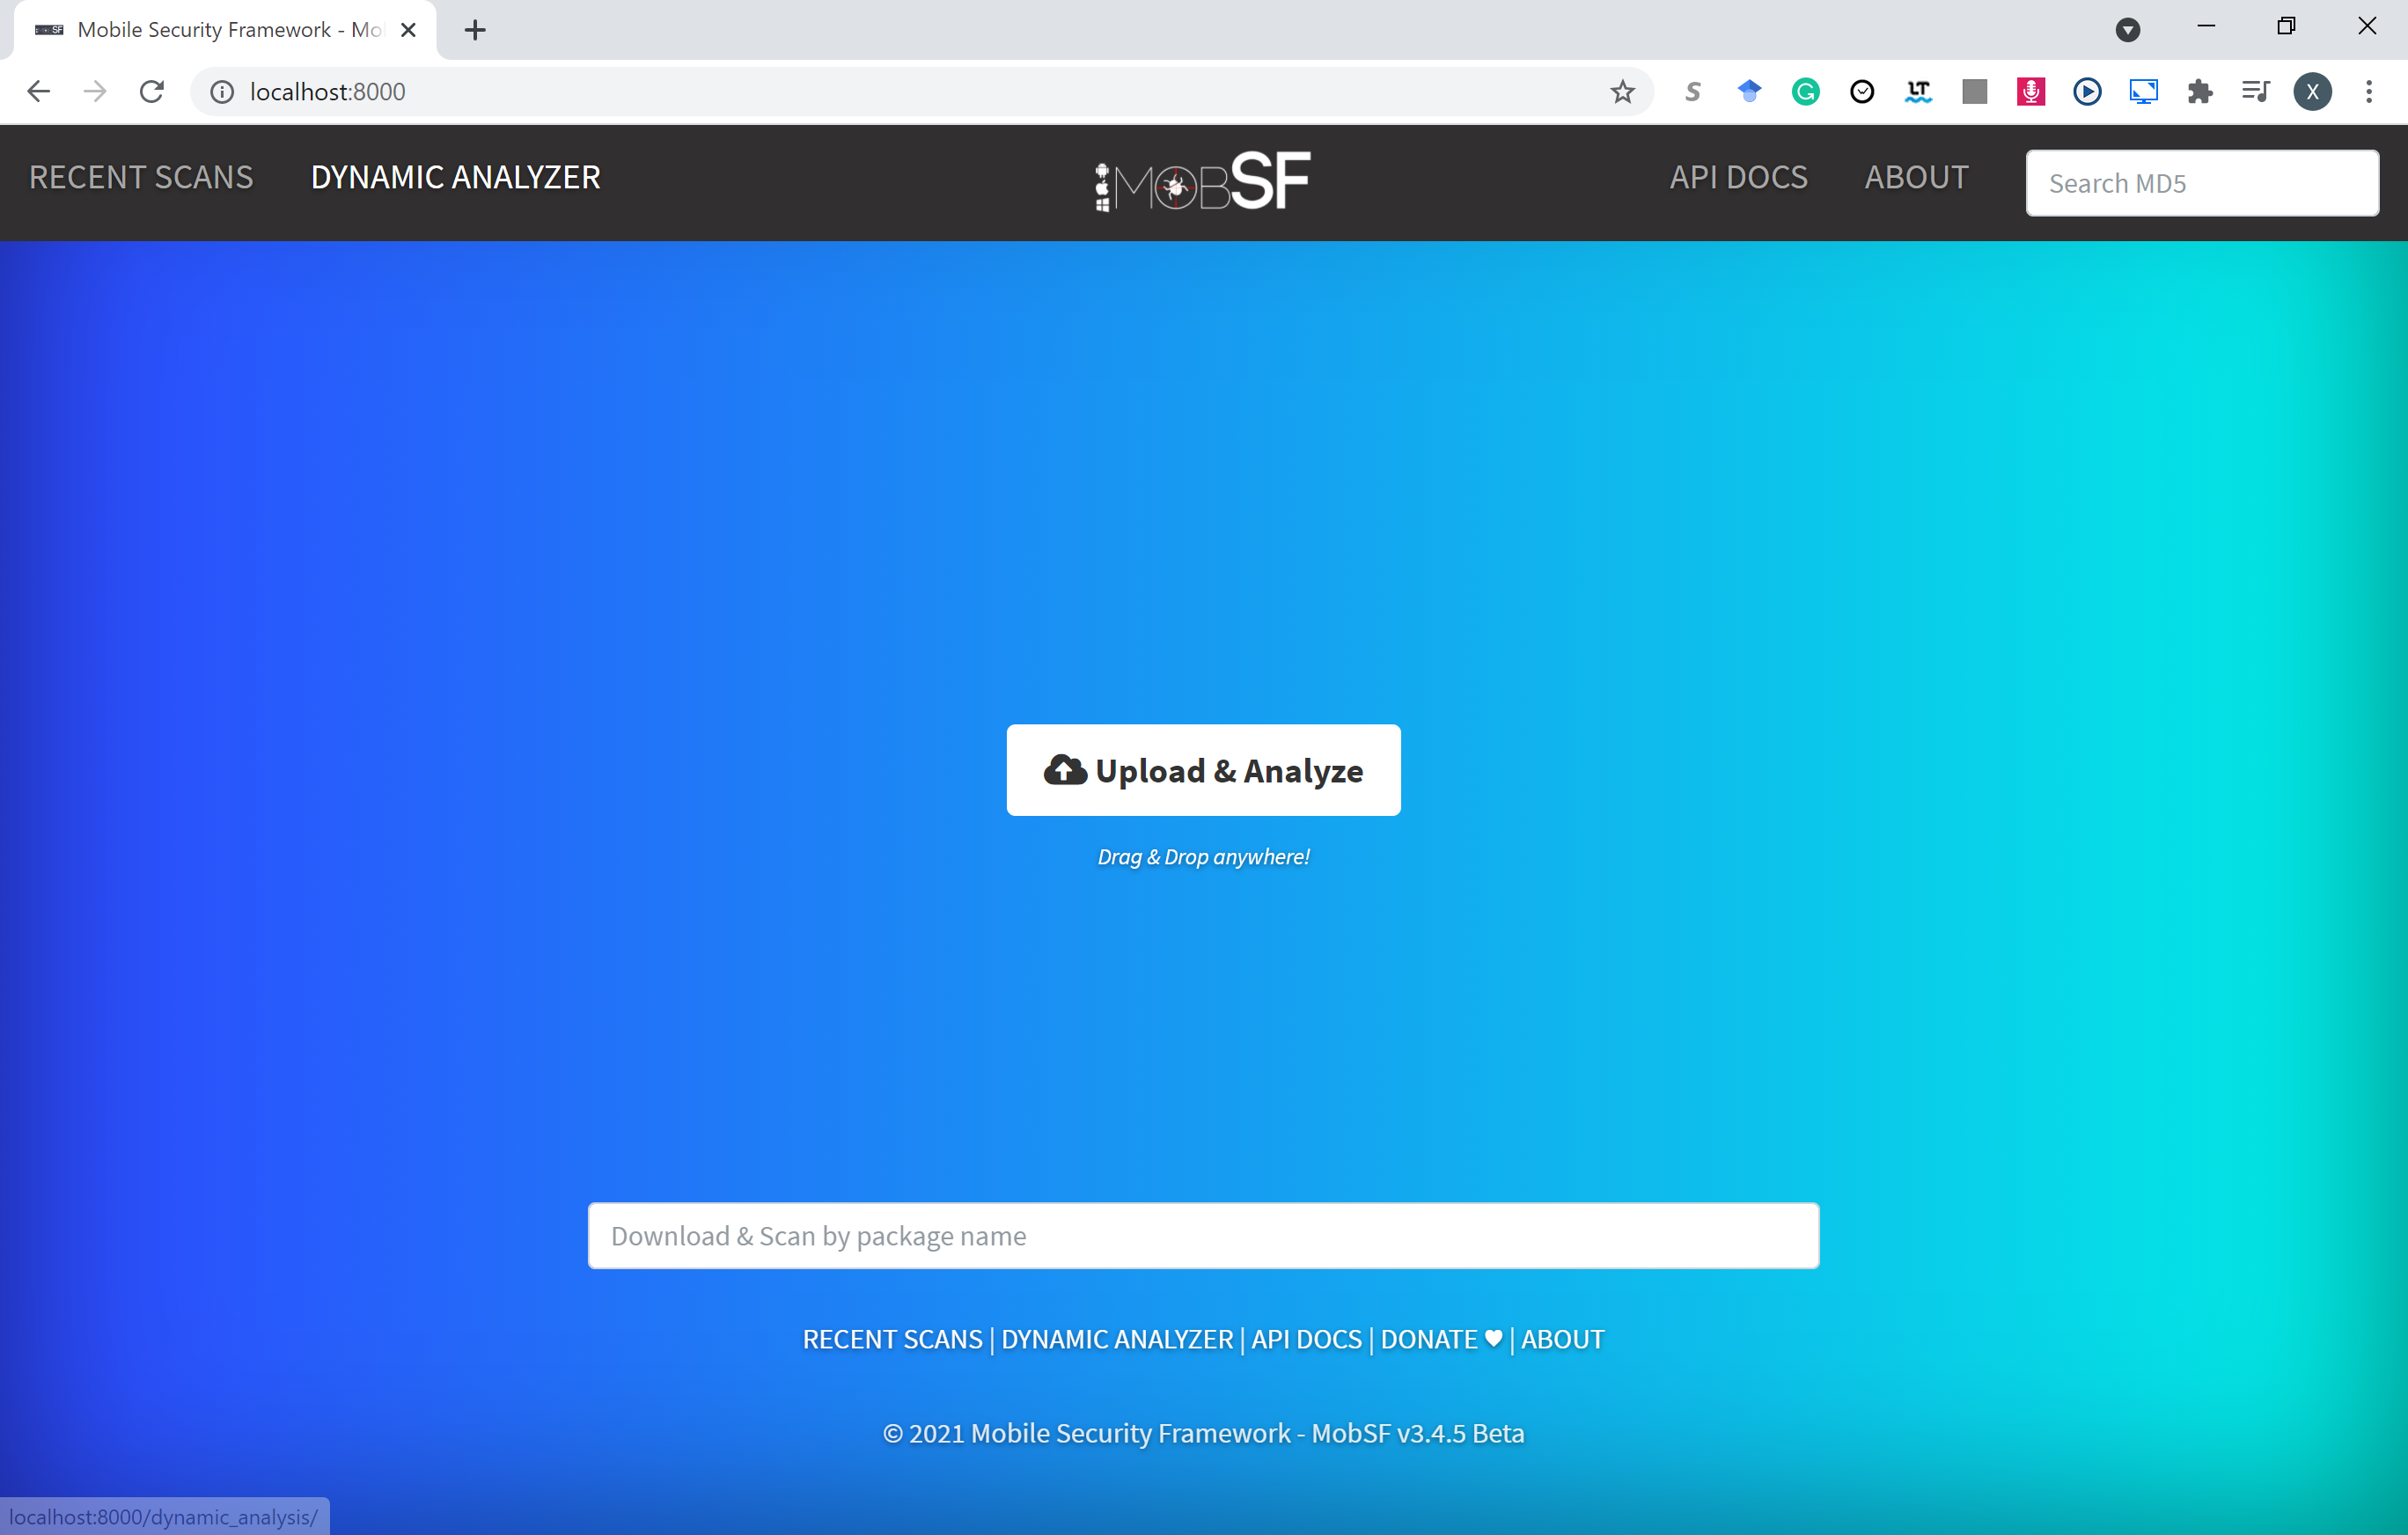 Mobile Security Framework - Mo
localhost:8000
RECENT SCANS
DYNAMIC ANALYZER
MOBSF
API DOCS
ABOUT
Search MD5
Upload & Analyze
Drag & Drop anywhere!
Download & Scan by package name
RECENT SCANS | DYNAMIC ANALYZER | API DOCS | DONATE ♥ | ABOUT
© 2021 Mobile Security Framework - MobSF v3.4.5 Beta
localhost:8000/dynamic_analysis/